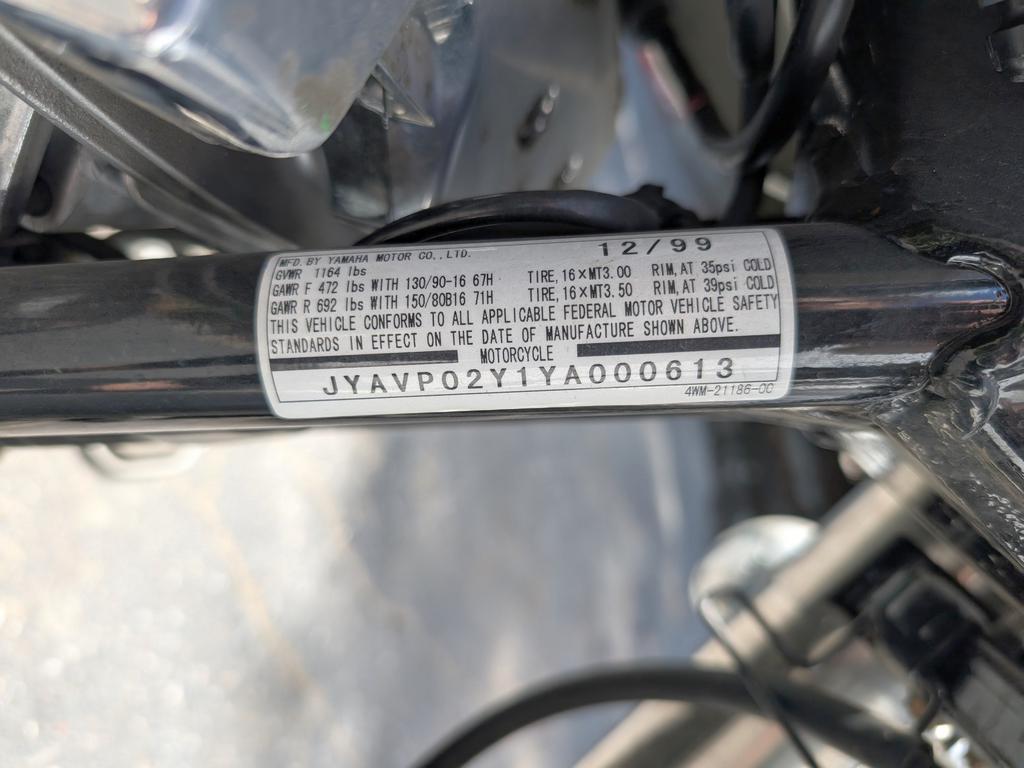 MFD. BY YAMAHA MOTOR CO., LTD. 12/99
GVWR 1164 lbs
GAWR F 472 lbs WITH 130/90-16 67H TIRE, 16×MT3.00 RIM, AT 35psi COLD
GAWR R 692 lbs WITH 150/80B16 71H TIRE, 16×MT3.50 RIM, AT 39psi COLD
THIS VEHICLE CONFORMS TO ALL APPLICABLE FEDERAL MOTOR VEHICLE SAFETY
STANDARDS IN EFFECT ON THE DATE OF MANUFACTURE SHOWN ABOVE.
MOTORCYCLE
JYAVP02Y1YA000613
4WM-21186-00